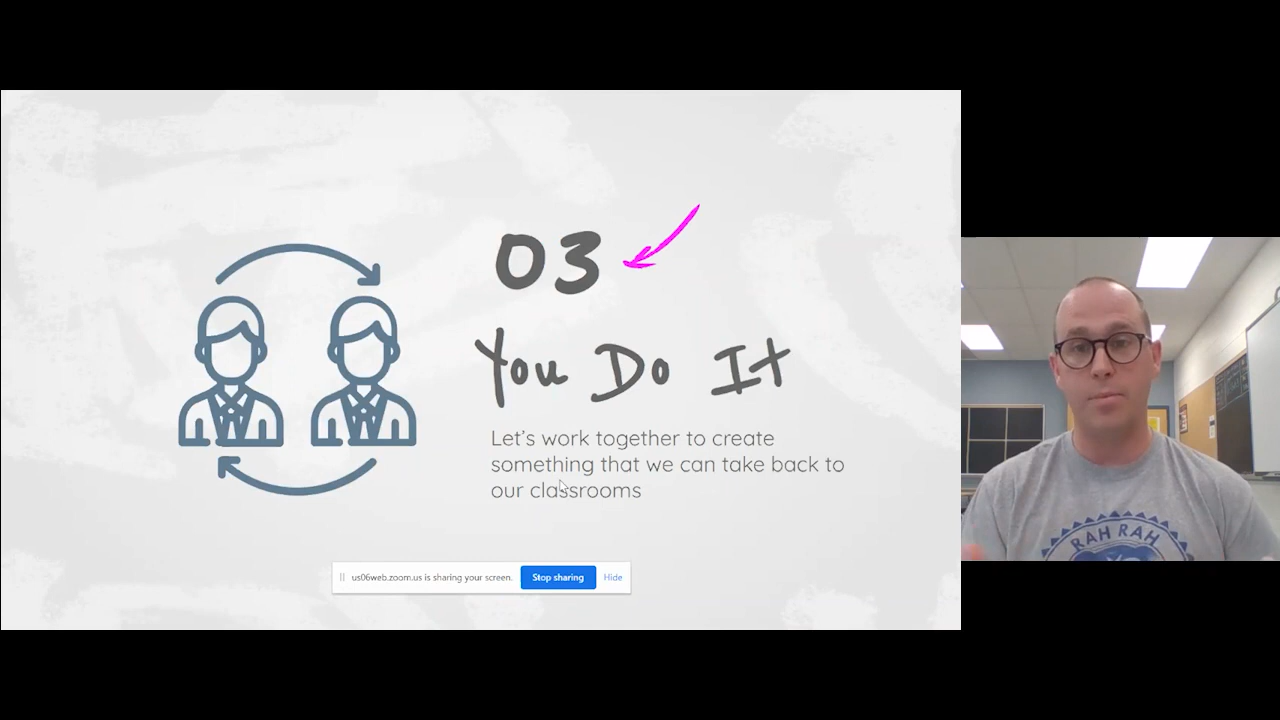 03
You Do It
Let's work together to create
something that we can take back to
our classrooms
us06web.zoom.us is sharing your screen.
Stop sharing
Hide
RAH RAH